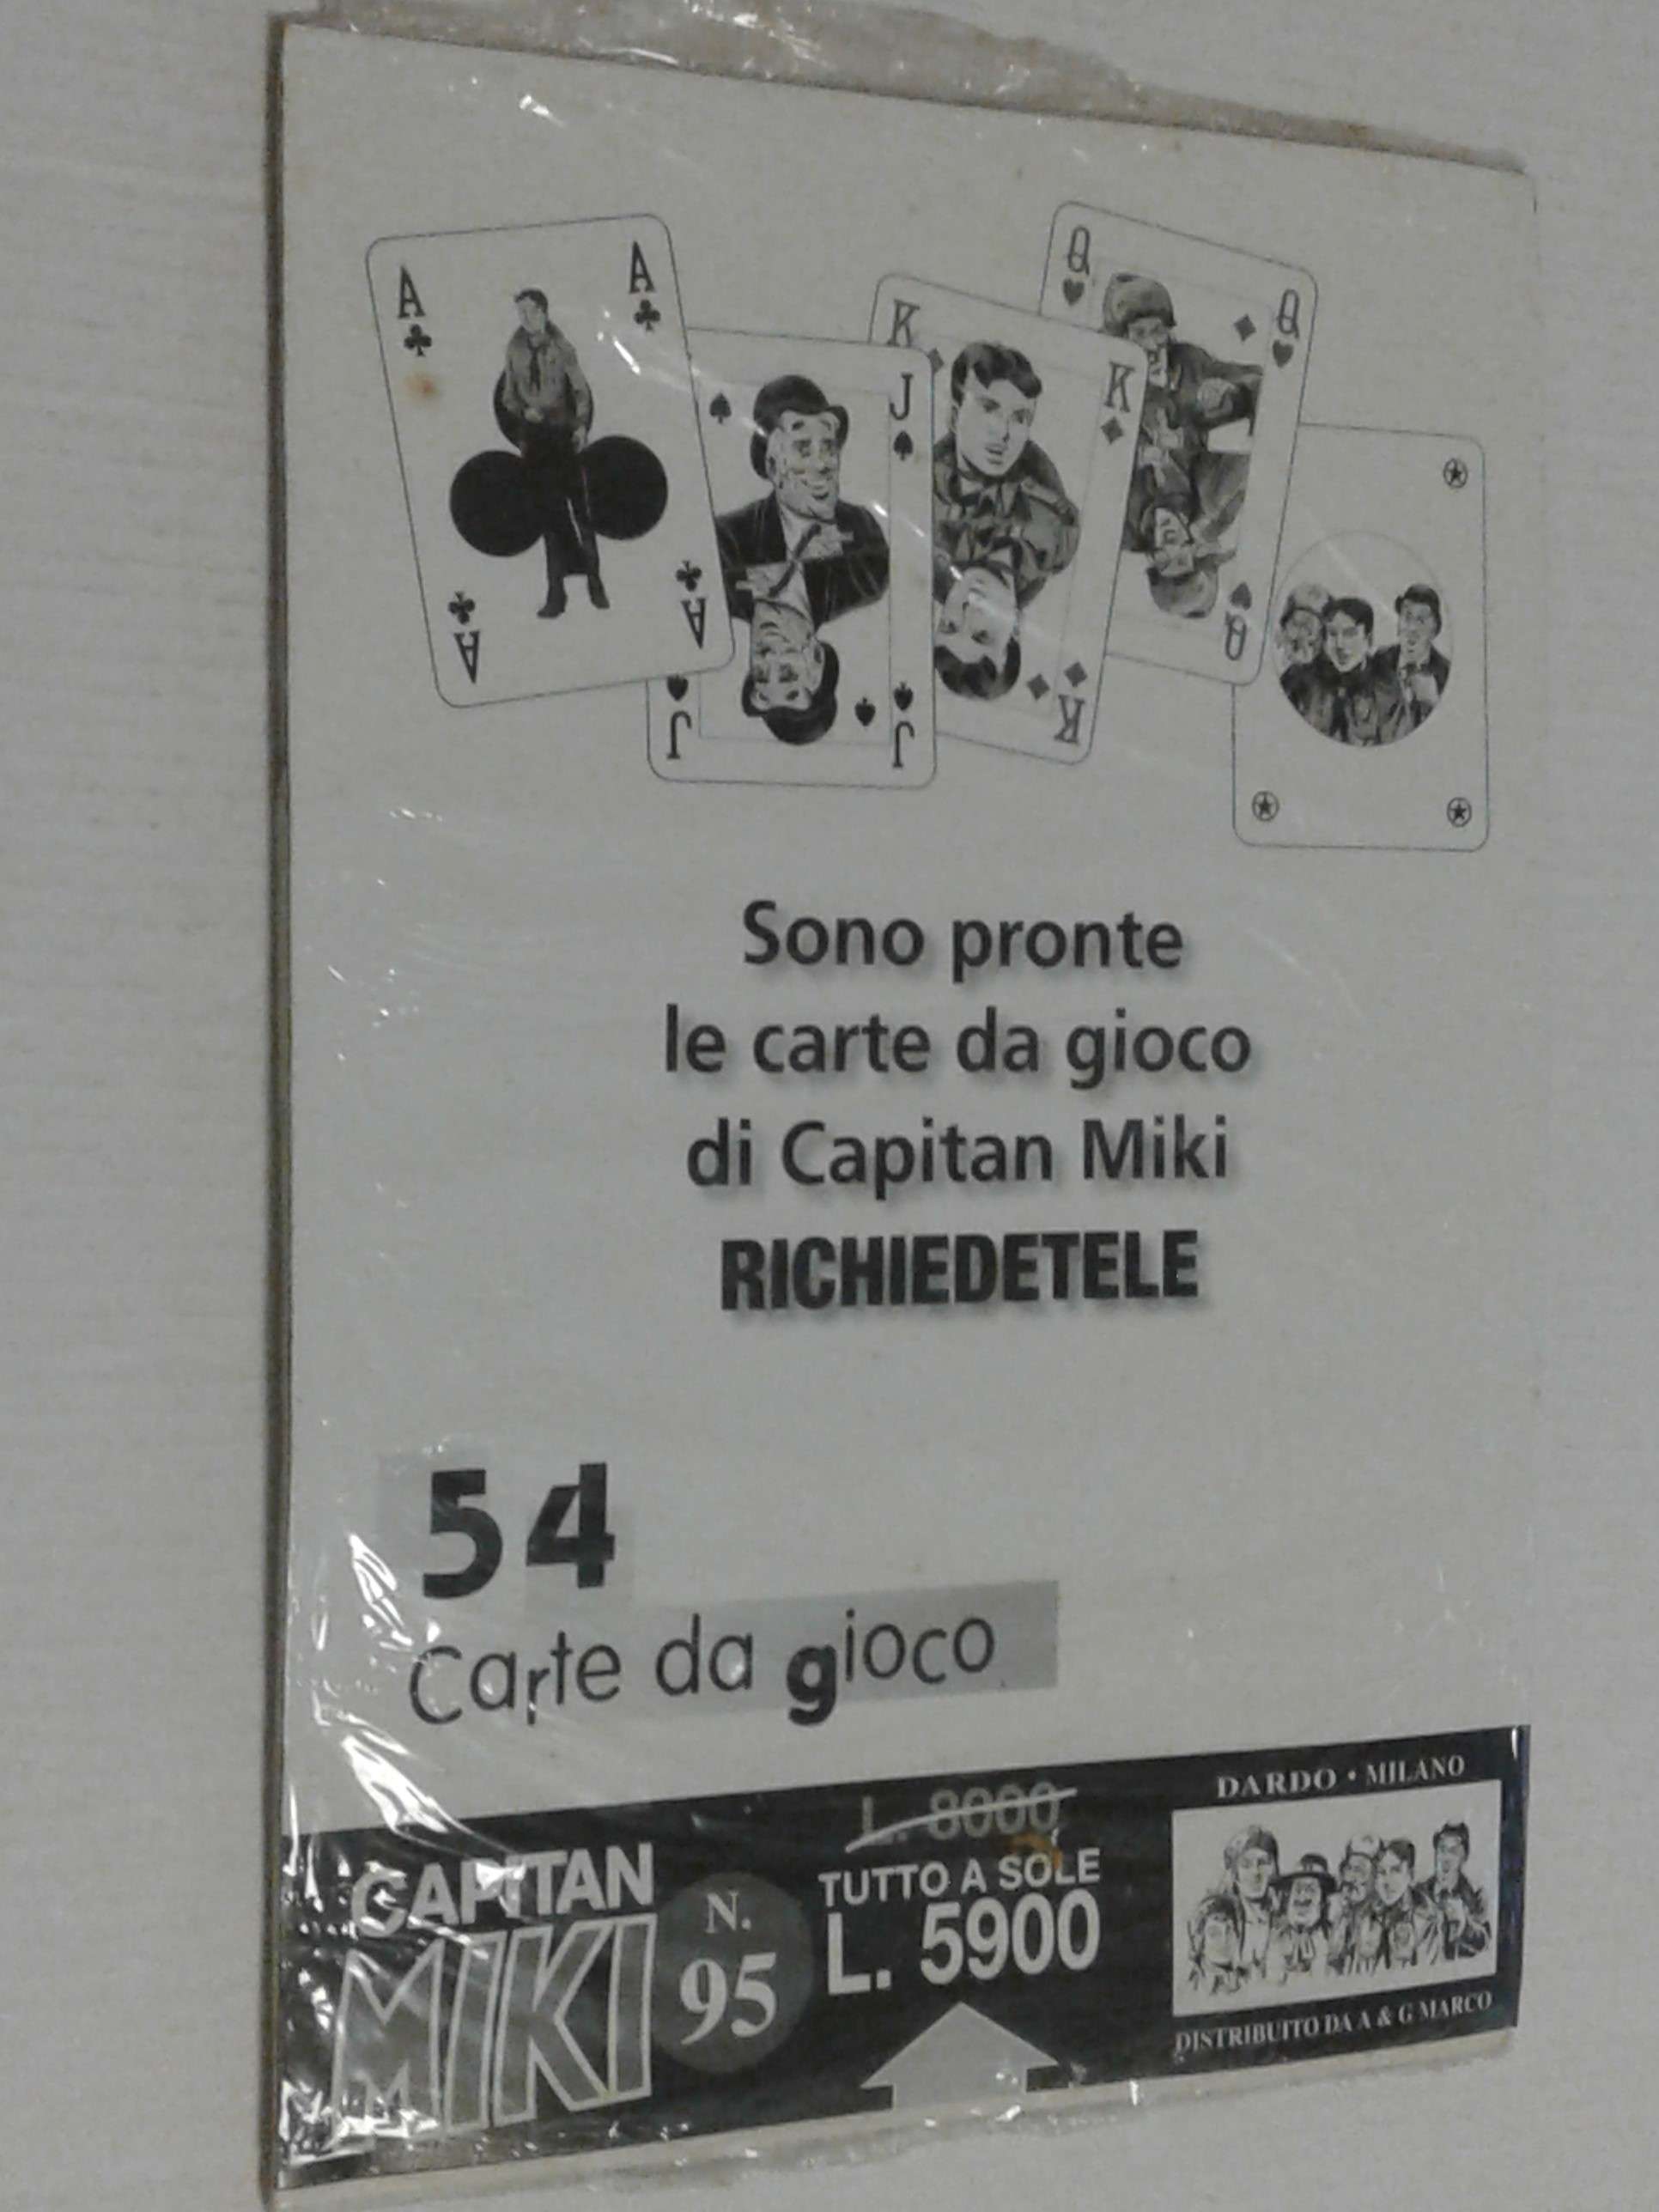 A
A
A
A
J
J
J
K
K
K
Q
Q
Q
Sono pronte
le carte da gioco
di Capitan Miki
RICHIEDETELE
54
Carte da gioco
CAPITAN
MIKI
N.
95
L. 8000
TUTTO A SOLE
L. 5900
DARDO • MILANO
DISTRIBUITO DA A & G MARCO